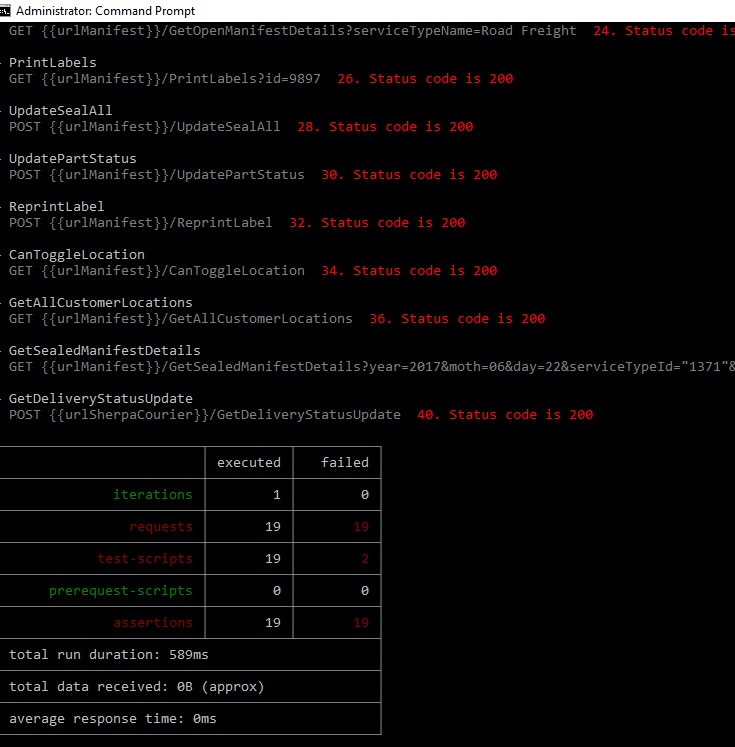 Administrator: Command Prompt
GET {{urlManifest}}/GetOpenManifestDetails?serviceTypeName=Road Freight 24. Status code is
PrintLabels
GET {{urlManifest}}/PrintLabels?id=9897 26. Status code is 200
UpdateSealAll
POST {{urlManifest}}/UpdateSealAll 28. Status code is 200
UpdatePartStatus
POST {{urlManifest}}/UpdatePartStatus 30. Status code is 200
ReprintLabel
POST {{urlManifest}}/ReprintLabel 32. Status code is 200
CanToggleLocation
GET {{urlManifest}}/CanToggleLocation 34. Status code is 200
GetAllCustomerLocations
GET {{urlManifest}}/GetAllCustomerLocations 36. Status code is 200
GetSealedManifestDetails
GET {{urlManifest}}/GetSealedManifestDetails?year=2017&moth=06&day=22&serviceTypeId="1371"&
GetDeliveryStatusUpdate
POST {{urlSherpaCourier}}/GetDeliveryStatusUpdate 40. Status code is 200
executed failed
iterations 1 0
requests 19 19
test-scripts 19 2
prerequest-scripts 0 0
assertions 19 19
total run duration: 589ms
total data received: 0B (approx)
average response time: 0ms